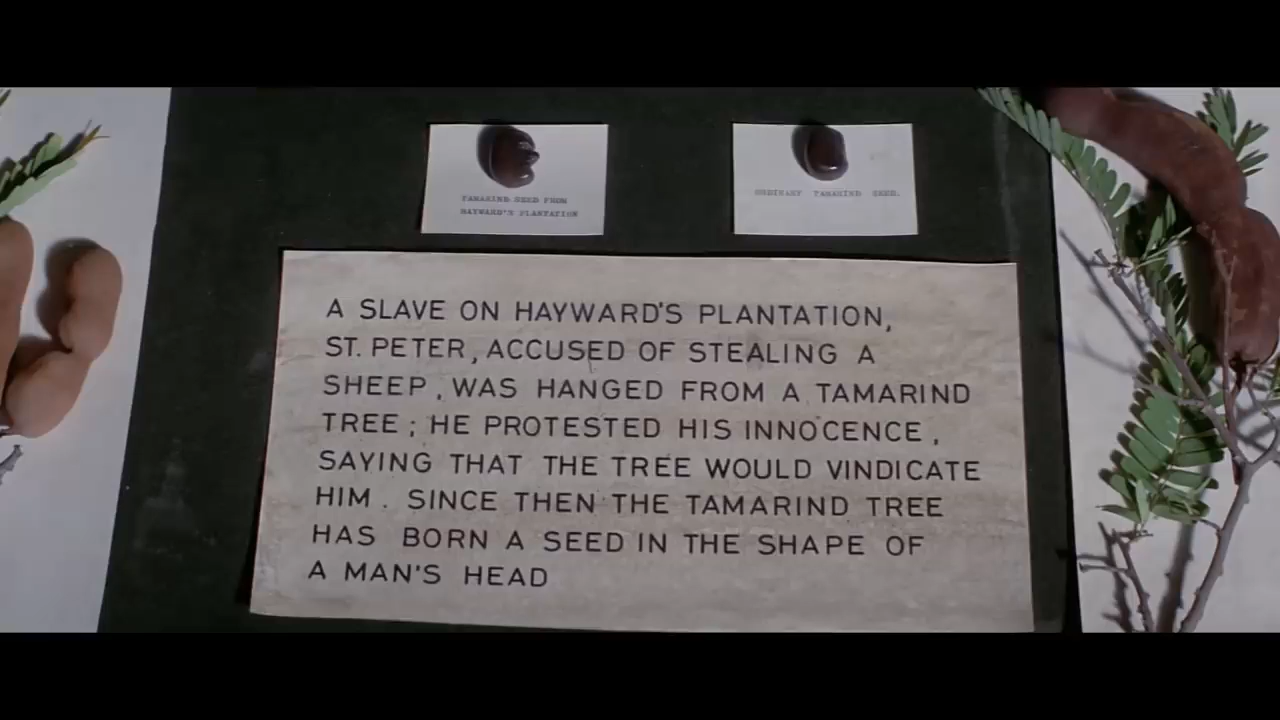 TAMARIND SEED FROM
HAYWARD'S PLANTATION
ORDINARY TAMARIND SEED.
A SLAVE ON HAYWARD'S PLANTATION,
ST. PETER, ACCUSED OF STEALING A
SHEEP, WAS HANGED FROM A TAMARIND
TREE; HE PROTESTED HIS INNOCENCE,
SAYING THAT THE TREE WOULD VINDICATE
HIM. SINCE THEN THE TAMARIND TREE
HAS BORN A SEED IN THE SHAPE OF
A MAN'S HEAD